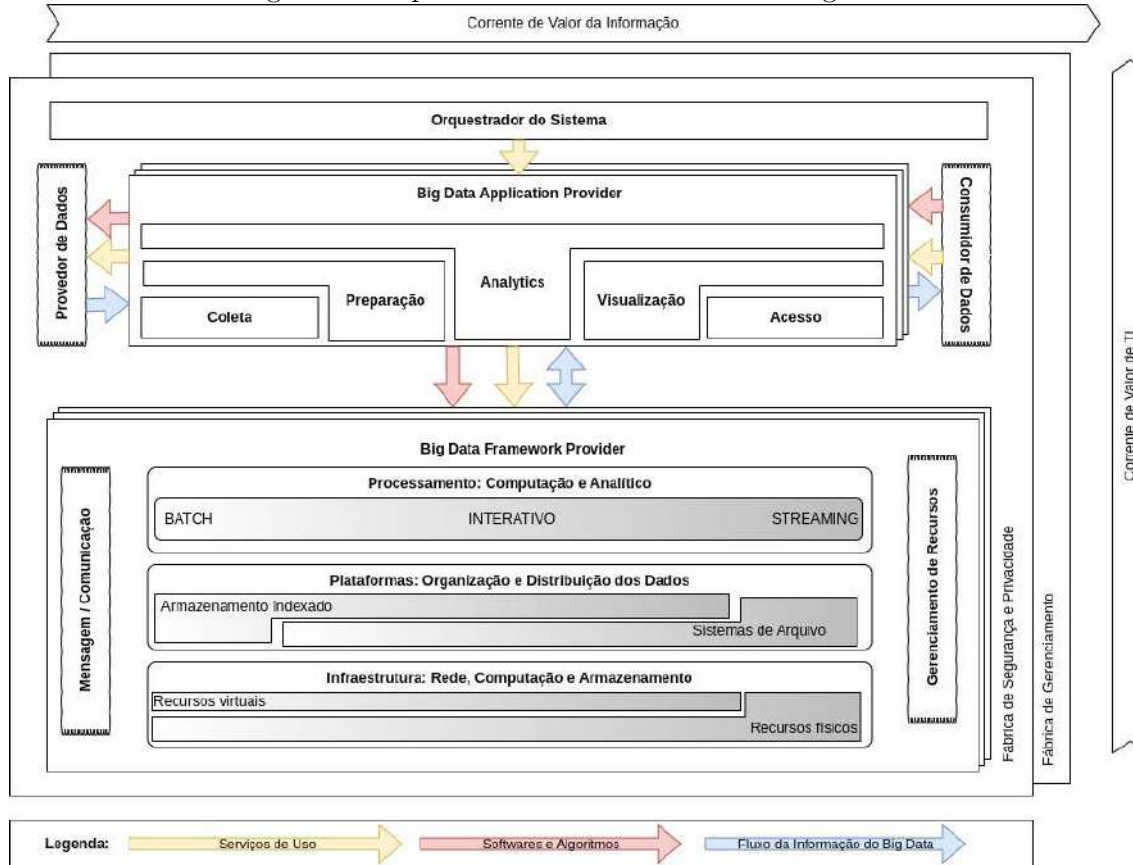 Corrente de Valor da Informação
Orquestrador do Sistema
Provedor de Dados
Big Data Application Provider
Consumidor de Dados
Analytics
Preparação
Visualização
Coleta
Acesso
Corrente de Valor de TI
Big Data Framework Provider
Mensagem / Comunicação
Processamento: Computação e Analítico
BATCH INTERATIVO STREAMING
Plataformas: Organização e Distribuição dos Dados
Armazenamento Indexado
Sistemas de Arquivo
Infraestrutura: Rede, Computação e Armazenamento
Recursos virtuais
Recursos físicos
Gerenciamento de Recursos
Fabrica de Segurança e Privacidade
Fábrica de Gerenciamento
Legenda: Serviços de Uso Softwares e Algoritmos Fluxo da Informação do Big Data